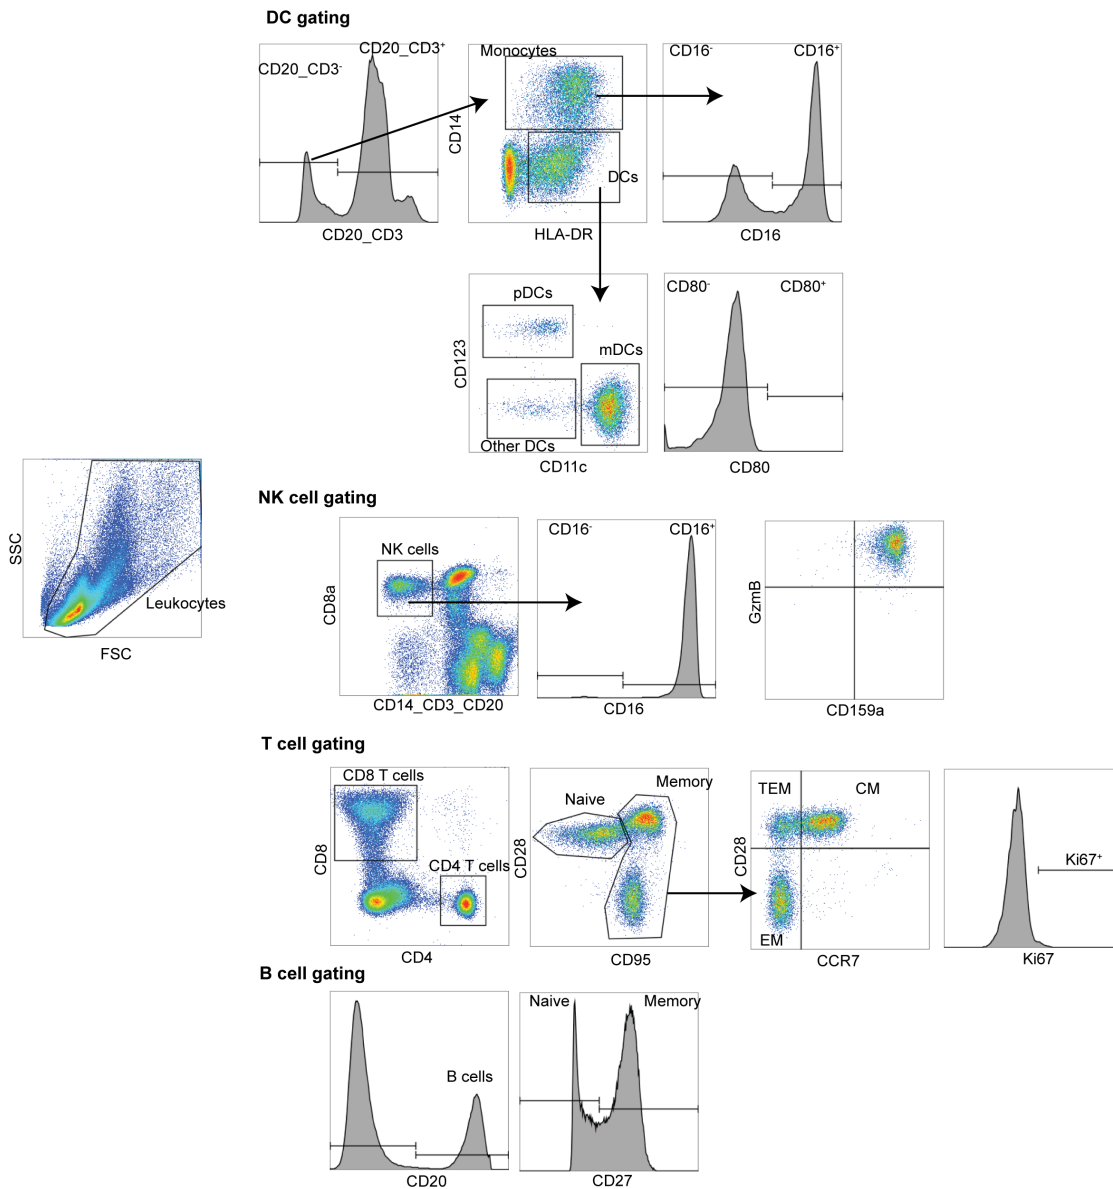 DC gating
CD20_CD3⁻
CD20_CD3⁺
CD20_CD3
Monocytes
DCs
CD14
HLA-DR
CD16⁻
CD16⁺
CD16
pDCs
mDCs
Other DCs
CD123
CD11c
CD80⁻
CD80⁺
CD80
SSC
Leukocytes
FSC
NK cell gating
NK cells
CD8a
CD14_CD3_CD20
CD16⁻
CD16⁺
CD16
GzmB
CD159a
T cell gating
CD8 T cells
CD4 T cells
CD8
CD4
Naive
Memory
CD28
CD95
TEM
CM
EM
CD28
CCR7
Ki67⁺
Ki67
B cell gating
B cells
CD20
Naive
Memory
CD27